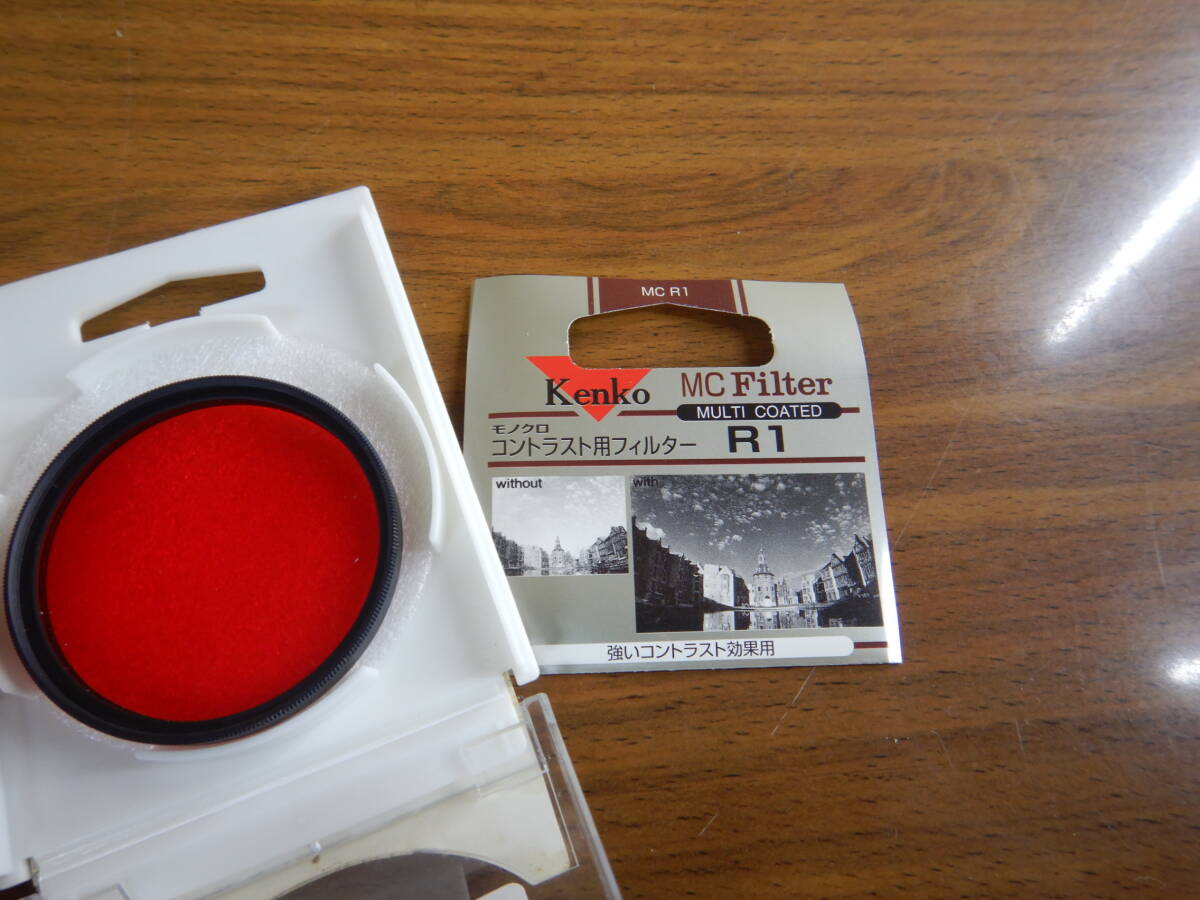 MC R1
Kenko
MC Filter
MULTI COATED
モノクロ
コントラスト用フィルター R1
without
with
強いコントラスト効果用